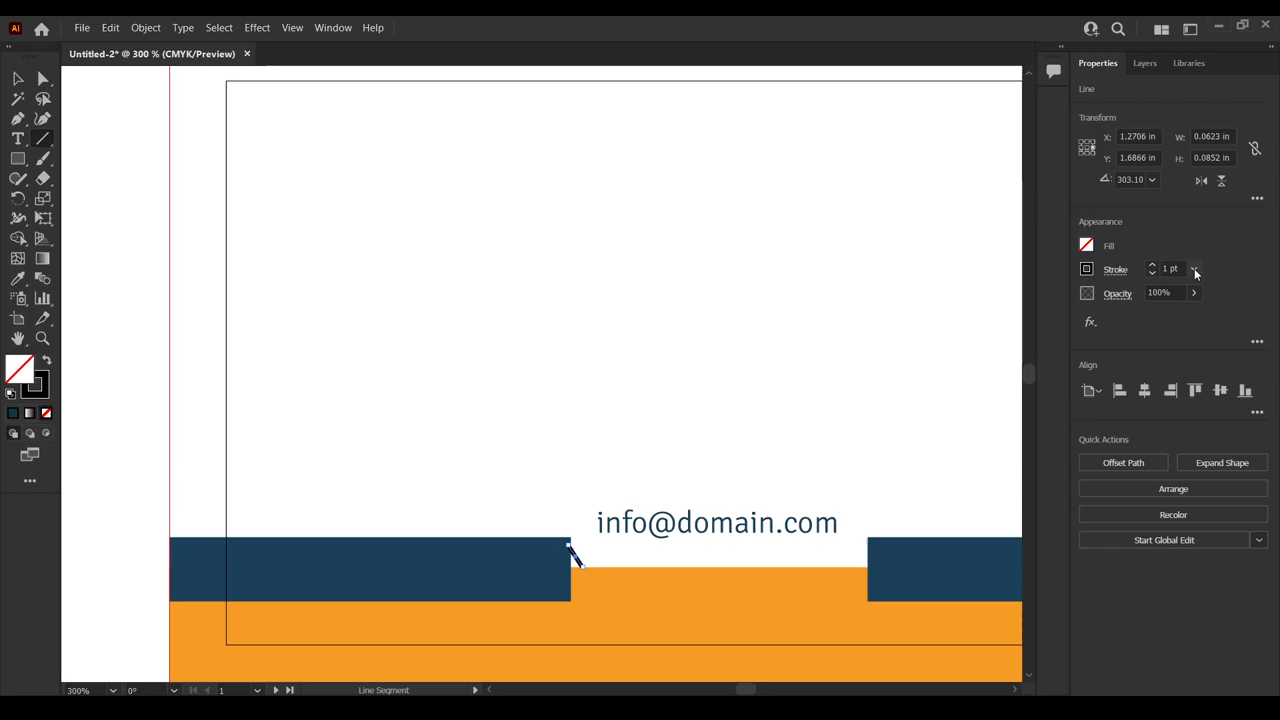 Ai File Edit Object Type Select Effect View Window Help
Untitled-2* @ 300 % (CMYK/Preview) ×
Properties Layers Libraries
Line
Transform
X: 1.2706 in W: 0.0623 in
Y: 1.6866 in H: 0.0852 in
303.10
Appearance
Fill
Stroke 1 pt
Opacity 100%
fx.
Align
Quick Actions
Offset Path Expand Shape
Arrange
Recolor
Start Global Edit
info@domain.com
300% 0° 1 Line Segment